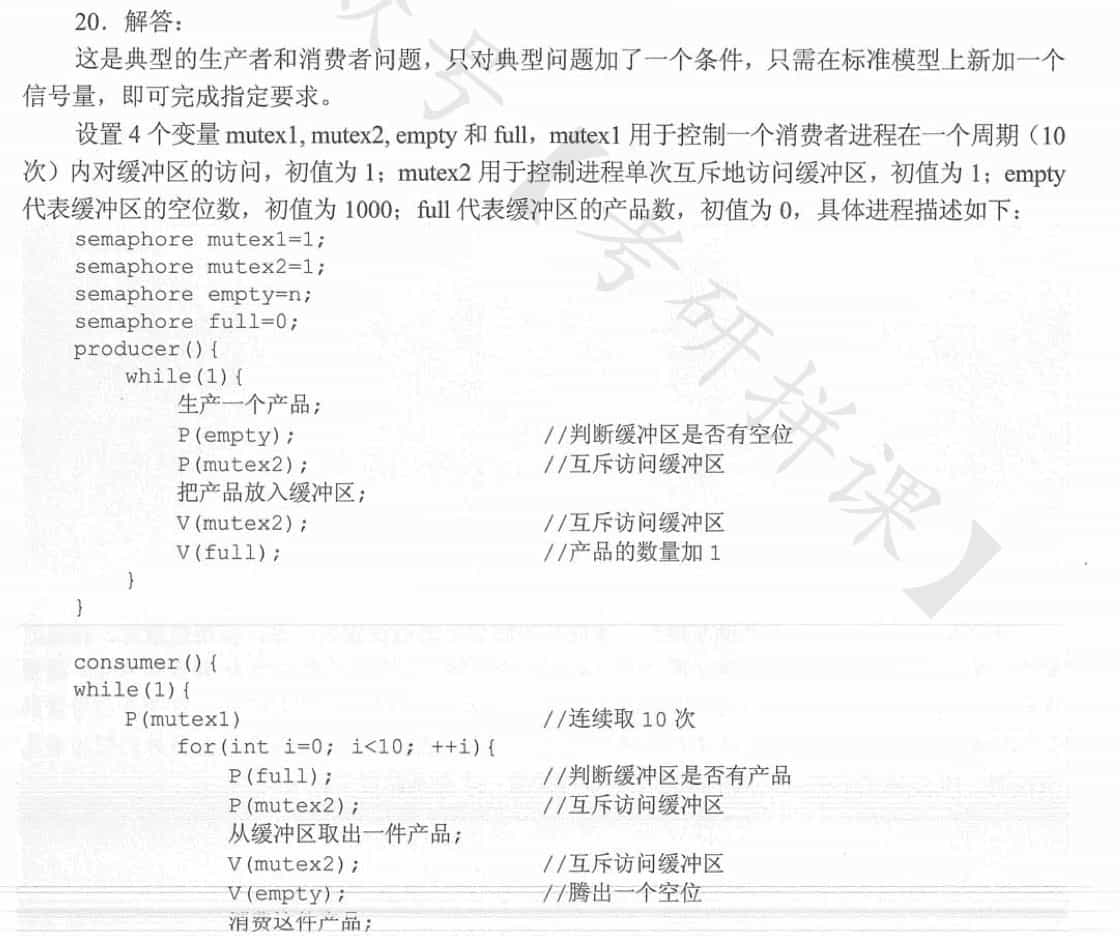 20．解答：
这是典型的生产者和消费者问题，只对典型问题加了一个条件，只需在标准模型上新加一个
信号量，即可完成指定要求。
设置 4 个变量 mutex1, mutex2, empty 和 full，mutex1 用于控制一个消费者进程在一个周期（10
次）内对缓冲区的访问，初值为 1；mutex2 用于控制进程单次互斥地访问缓冲区，初值为 1；empty
代表缓冲区的空位数，初值为 1000；full 代表缓冲区的产品数，初值为 0，具体进程描述如下：
semaphore mutex1=1;
semaphore mutex2=1;
semaphore empty=n;
semaphore full=0;
producer(){
while(1){
生产一个产品;
P(empty); //判断缓冲区是否有空位
P(mutex2); //互斥访问缓冲区
把产品放入缓冲区;
V(mutex2); //互斥访问缓冲区
V(full); //产品的数量加 1
}
}
consumer(){
while(1){
P(mutex1) //连续取 10 次
for(int i=0; i<10; ++i){
P(full); //判断缓冲区是否有产品
P(mutex2); //互斥访问缓冲区
从缓冲区取出一件产品;
V(mutex2); //互斥访问缓冲区
V(empty); //腾出一个空位
消费这件产品;
众号【考研拼课】